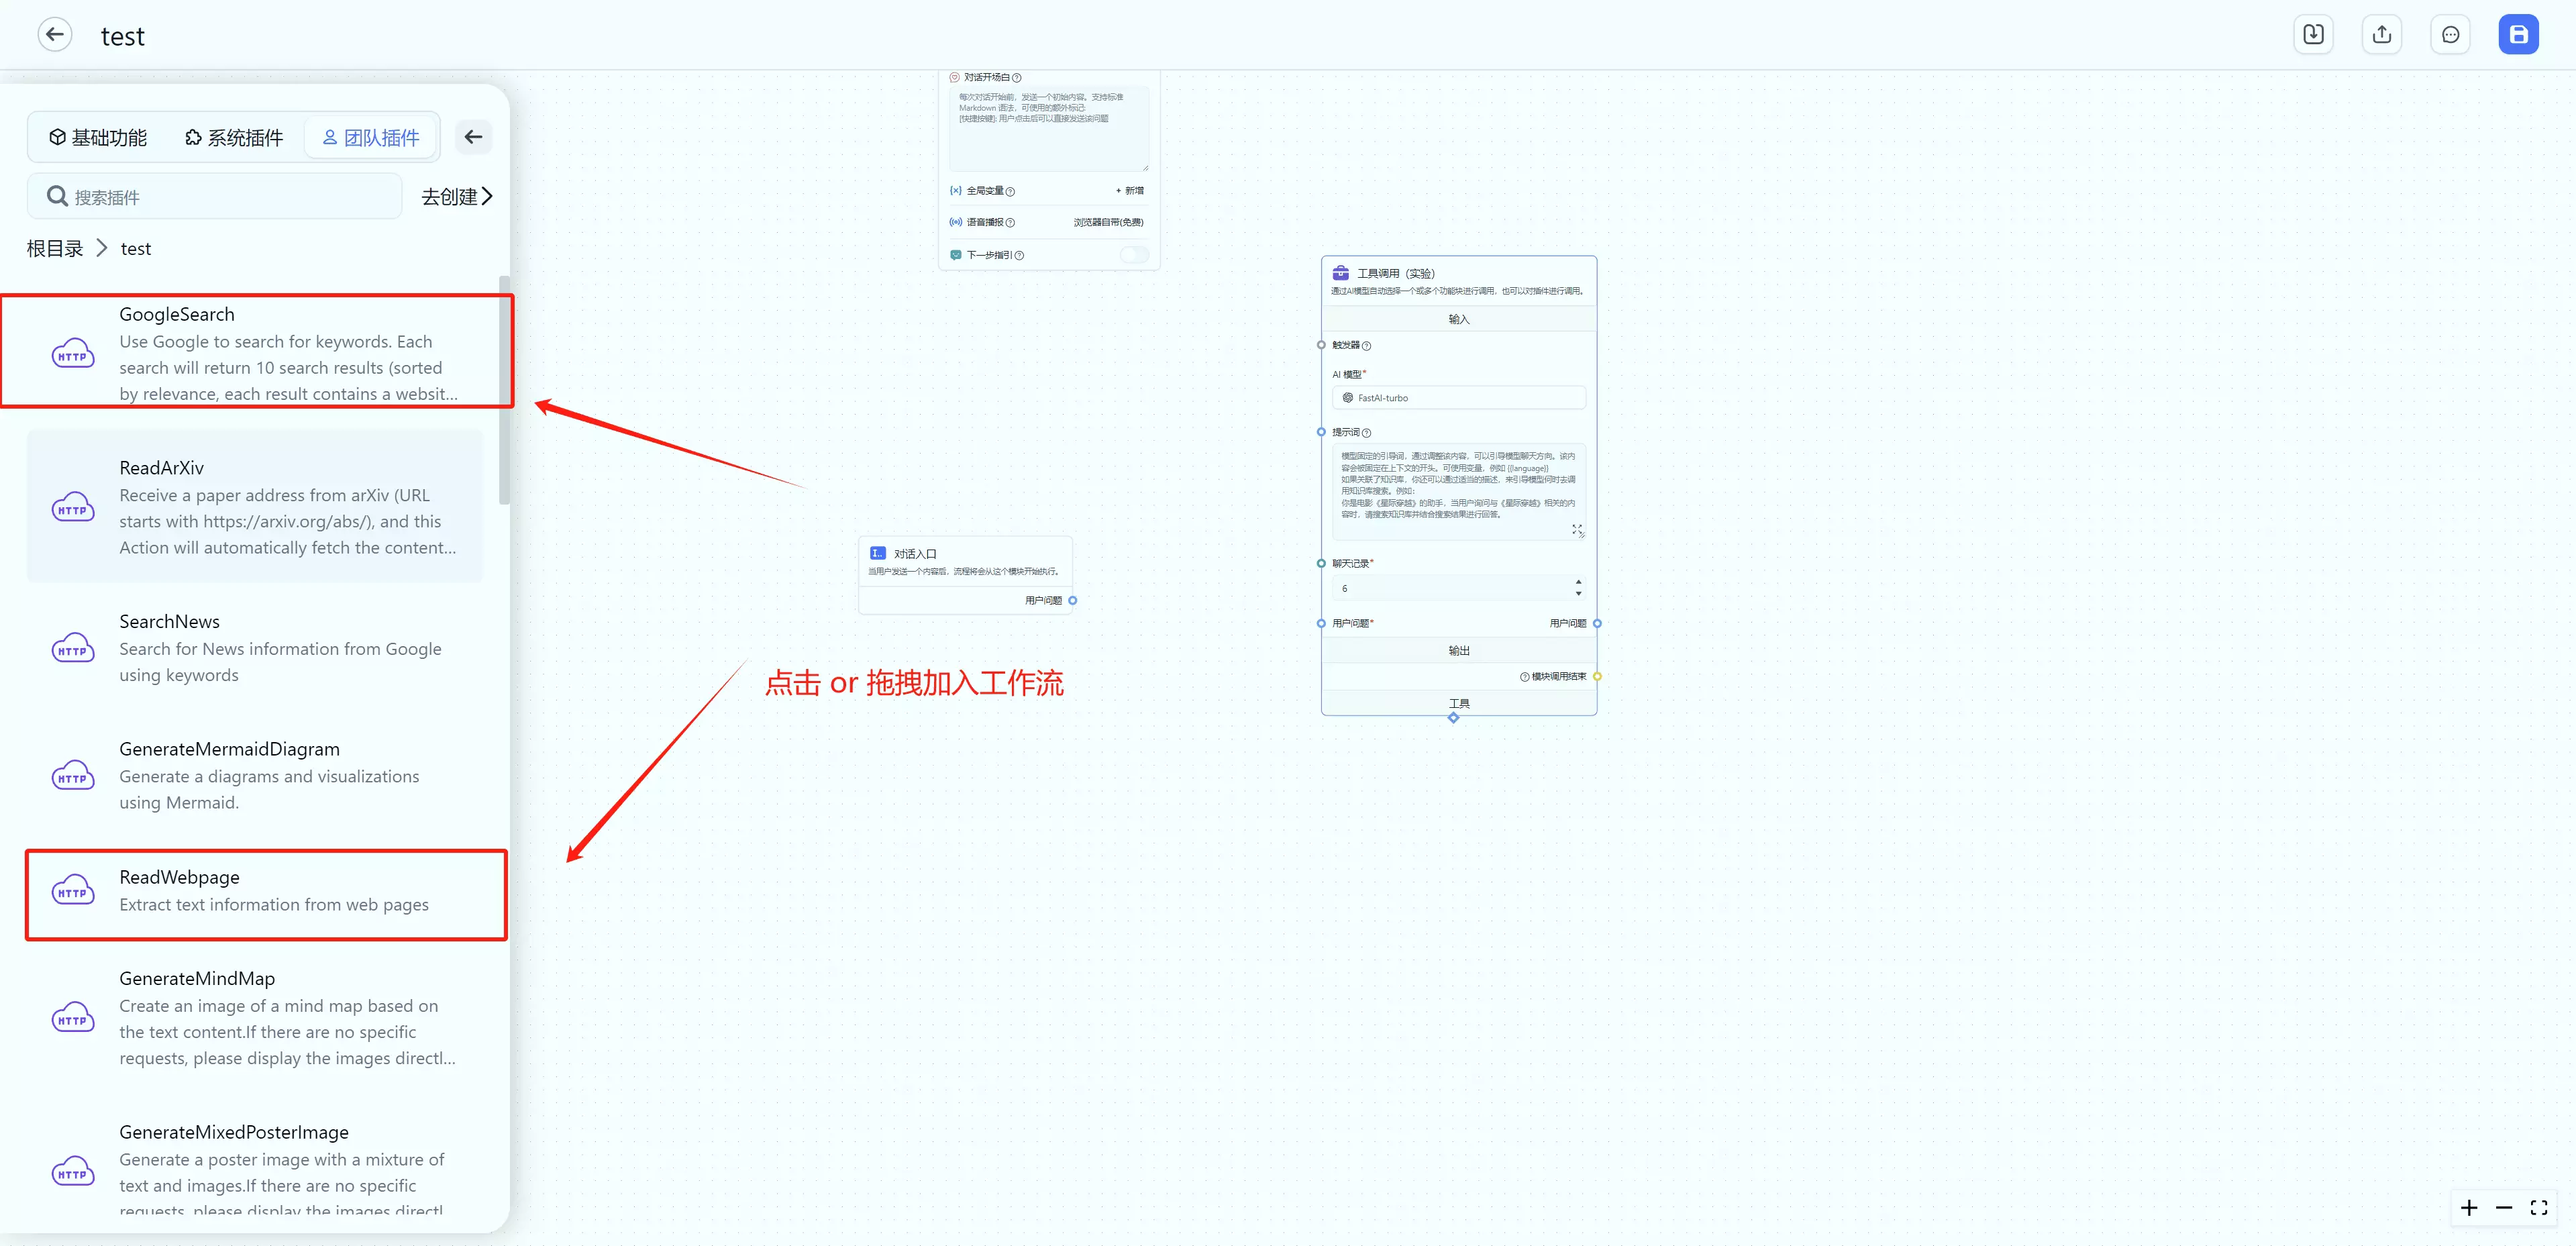 test
基础功能
系统插件
团队插件
搜索插件
去创建
根目录
test
GoogleSearch
Use Google to search for keywords. Each
search will return 10 search results (sorted
by relevance, each result contains a websit...
ReadArXiv
Receive a paper address from arXiv (URL
starts with https://arxiv.org/abs/), and this
Action will automatically fetch the content...
SearchNews
Search for News information from Google
using keywords
GenerateMermaidDiagram
Generate a diagrams and visualizations
using Mermaid.
ReadWebpage
Extract text information from web pages
GenerateMindMap
Create an image of a mind map based on
the text content.If there are no specific
requests, please display the images directl...
GenerateMixedPosterImage
Generate a poster image with a mixture of
text and images.If there are no specific
requests, please display the images directl
HTTP
HTTP
HTTP
HTTP
HTTP
HTTP
HTTP
对话开场白
每次对话开始前，发送一个初始内容。支持标准
Markdown 语法，可使用的额外标记:
[快捷按键]: 用户点击后可以直接发送该问题
全局变量
+ 新增
语音播报
浏览器自带(免费)
下一步指引
对话入口
当用户发送一个内容后，流程将会从这个模块开始执行。
用户问题
点击 or 拖拽加入工作流
工具调用（实验）
通过AI模型自动选择一个或多个功能块进行调用，也可以对插件进行调用。
输入
触发器
AI 模型*
FastAI-turbo
提示词
模型固定的引导词，通过调整该内容，可以引导模型聊天方向。该内
容会被固定在上下文的开头。可使用变量，例如 {{language}}
如果关联了知识库，你还可以通过适当的描述，来引导模型何时去调
用知识库搜索。例如:
你是电影《星际穿越》的助手，当用户询问与《星际穿越》相关的内
容时，请搜索知识库并结合搜索结果进行回答。
聊天记录*
6
用户问题*
用户问题
输出
模块调用结束
工具